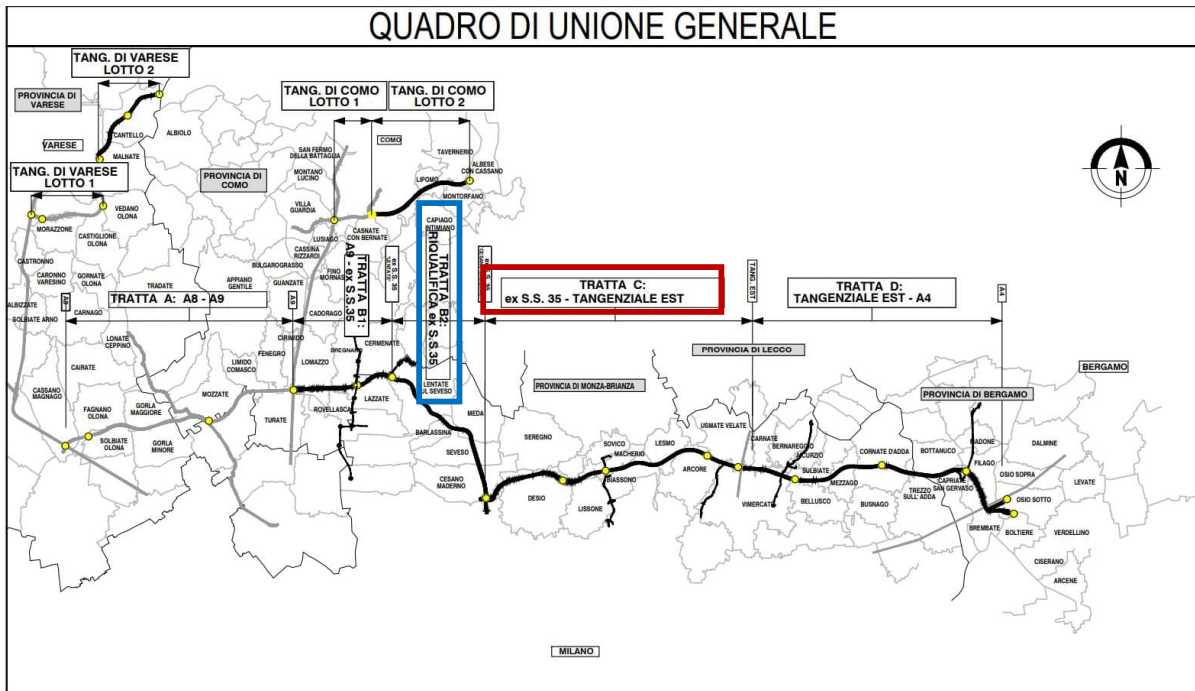 QUADRO DI UNIONE GENERALE
TANG. DI VARESE
LOTTO 2
PROVINCIA DI
VARESE
CANTELLO
ALBIOLO
VARESE
MALNATE
TANG. DI VARESE
LOTTO 1
VEDANO
OLONA
MORAZZONE
CASTIGLIONE
OLONA
CASTRONNO
CARONNO
VARESINO
GORNATE
OLONA
ALBIZZATE
SOLBIATE ARNO
CARNAGO
TRADATE
LONATE
CEPPINO
CAIRATE
CASSANO
MAGNAGO
FAGNANO
OLONA
SOLBIATE
OLONA
GORLA
MAGGIORE
GORLA
MINORE
MOZZATE
LIMIDO
COMASCO
FENEGRO
CIRIMIDO
TURATE
PROVINCIA DI
COMO
APPIANO
GENTILE
BULGAROGRASSO
GUANZATE
TANG. DI COMO
LOTTO 1
TANG. DI COMO
LOTTO 2
COMO
SAN FERMO
DELLA BATTAGLIA
MONTANO
LUCINO
VILLA
GUARDIA
LUSIAGO
CASSINA
RIZZARDI
FINO
MORNAS
CASNATE
CON BERNATE
TAVERNERIO
ALBESE
CON CASSANO
LIPOMO
MONTORFANO
CAPIAGO
INTIMIANO
CADORAGO
LOMAZZO
BREGNANO
CERMENATE
ROVELLASCA
LAZZATE
LENTATE
UL SEVESO
BARLASSINA
MEDA
SEVESO
CESANO
MADERNO
A8
TRATTA A: A8 - A9
A9
TRATTA B1:
A9 - ex S.S.35
ex S.S. 35
TRATTA B2:
RIQUALIFICA ex S.S.35
ex S.S. 35
TRATTA C:
ex S.S. 35 - TANGENZIALE EST
TANG. EST
TRATTA D:
TANGENZIALE EST - A4
A4
PROVINCIA DI LECCO
PROVINCIA DI MONZA-BRIANZA
PROVINCIA DI BERGAMO
BERGAMO
SEREGNO
DESIO
LISSONE
SOVICO
MACHERIO
BIASSONO
LESMO
ARCORE
USMATE VELATE
CARNATE
BERNAREGGIO
SULBIATE
VIMERCATE
BELLUSCO
MEZZAGO
BUSNAGO
CORNATE D'ADDA
TREZZO
SULL' ADDA
BOTTANUCO
CAPRIATE
SAN GERVASO
MADONE
FILAGO
DALMINE
OSIO SOPRA
LEVATE
OSIO SOTTO
BREMBATE
BOLTIERE
VERDELLINO
CISERANO
ARCENE
MILANO